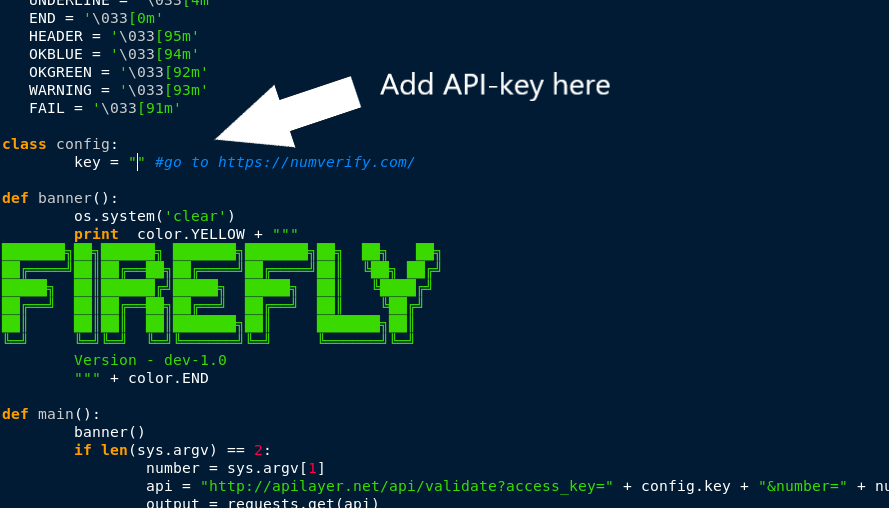 UNDERLINE = '\033[4m'
END = '\033[0m'
HEADER = '\033[95m'
OKBLUE = '\033[94m'
OKGREEN = '\033[92m'
WARNING = '\033[93m'
FAIL = '\033[91m'
Add API-key here
class config:
key = "" #go to https://numverify.com/
def banner():
os.system('clear')
print color.YELLOW + """
FIREFLY
Version - dev-1.0
""" + color.END
def main():
banner()
if len(sys.argv) == 2:
number = sys.argv[1]
api = "http://apilayer.net/api/validate?access_key=" + config.key + "&number=" + nu
output = requests.get(api)